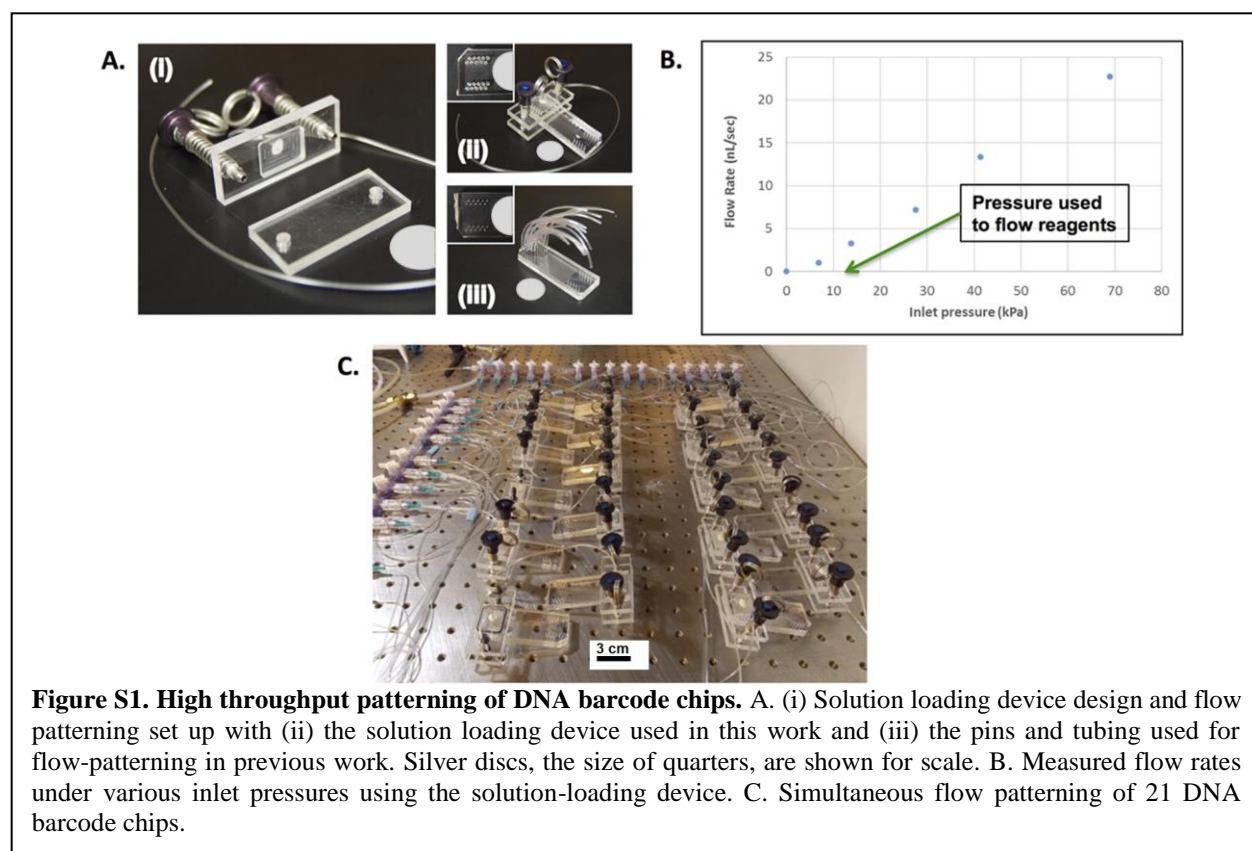 A.
(i)
(ii)
(iii)
B.
25
20
15
10
5
0
Flow Rate (nL/sec)
Pressure used
to flow reagents
0 10 20 30 40 50 60 70 80
Inlet pressure (kPa)
C.
3 cm
Figure S1. High throughput patterning of DNA barcode chips. A. (i) Solution loading device design and flow
patterning set up with (ii) the solution loading device used in this work and (iii) the pins and tubing used for
flow-patterning in previous work. Silver discs, the size of quarters, are shown for scale. B. Measured flow rates
under various inlet pressures using the solution-loading device. C. Simultaneous flow patterning of 21 DNA
barcode chips.